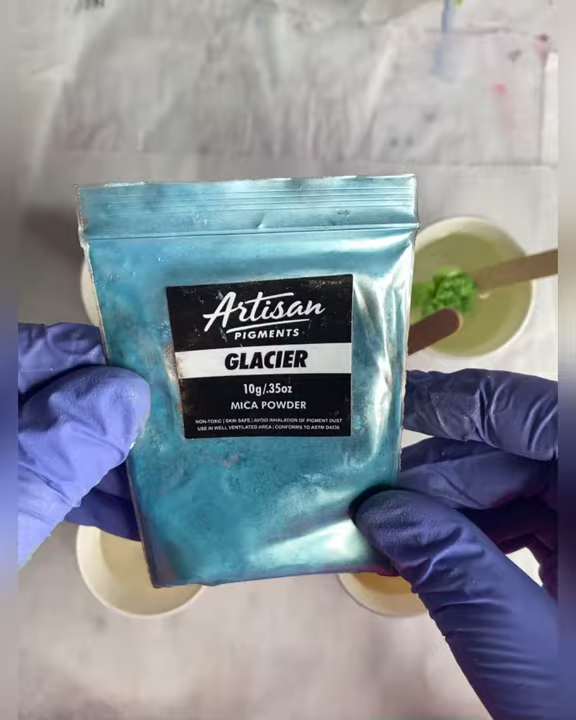 Artisan
PIGMENTS
GLACIER
10g/.35oz
MICA POWDER
NON-TOXIC | SKIN SAFE | AVOID INHALATION OF PIGMENT DUST
USE IN WELL VENTILATED AREA | CONFORMS TO ASTM D4236